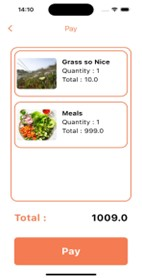 14:10
Pay
Grass so Nice
Quantity : 1
Total : 10.0
Meals
Quantity : 1
Total : 999.0
Total : 1009.0
Pay